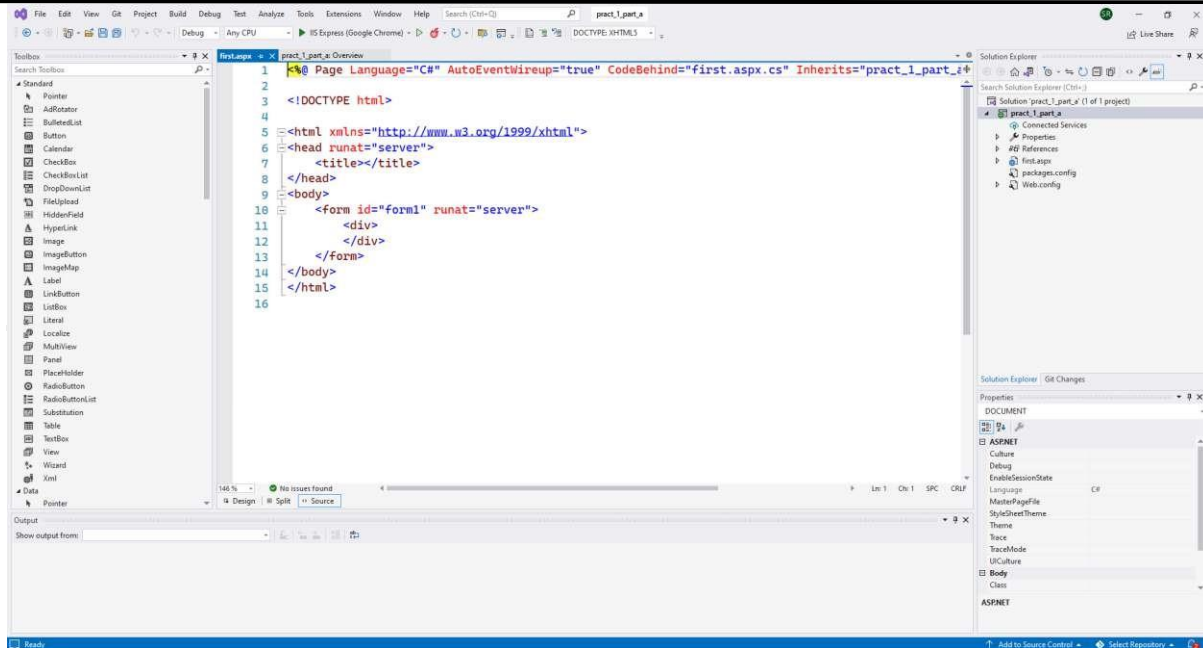 File Edit View Git Project Build Debug Test Analyze Tools Extensions Window Help Search (Ctrl+Q) pract_1_part_a SR
Debug Any CPU IIS Express (Google Chrome) DOCTYPE: XHTML5 Live Share
Toolbox
Search Toolbox
Standard
Pointer
AdRotator
BulletedList
Button
Calendar
CheckBox
CheckBoxList
DropDownList
FileUpload
HiddenField
HyperLink
Image
ImageButton
ImageMap
Label
LinkButton
ListBox
Literal
Localize
MultiView
Panel
PlaceHolder
RadioButton
RadioButtonList
Substitution
Table
TextBox
View
Wizard
Xml
Data
Pointer
first.aspx pract_1_part_a: Overview
1 <%@ Page Language="C#" AutoEventWireup="true" CodeBehind="first.aspx.cs" Inherits="pract_1_part_a
2
3 <!DOCTYPE html>
4
5 <html xmlns="http://www.w3.org/1999/xhtml">
6 <head runat="server">
7 <title></title>
8 </head>
9 <body>
10 <form id="form1" runat="server">
11 <div>
12 </div>
13 </form>
14 </body>
15 </html>
16
146 % No issues found Ln: 1 Ch: 1 SPC CRLF
Design Split Source
Output
Show output from:
Solution Explorer
Search Solution Explorer (Ctrl+;)
Solution 'pract_1_part_a' (1 of 1 project)
pract_1_part_a
Connected Services
Properties
References
first.aspx
packages.config
Web.config
Solution Explorer Git Changes
Properties
DOCUMENT
ASP.NET
Culture
Debug
EnableSessionState
Language C#
MasterPageFile
StyleSheetTheme
Theme
Trace
TraceMode
UICulture
Body
Class
ASP.NET
Ready Add to Source Control Select Repository